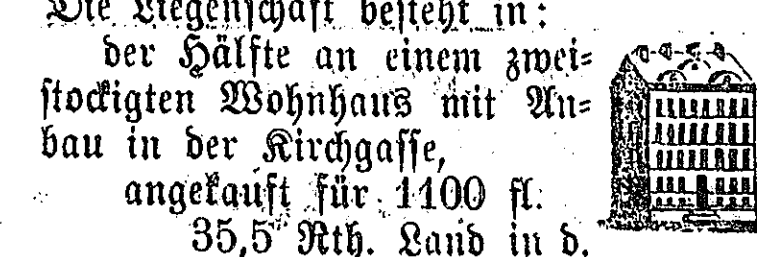 Die Liegenschaft besteht in:
der Hälfte an einem zwei=
stockigten Wohnhaus mit An=
bau in der Kirchgasse,
angekauft für 1100 fl.
35,5 Rth. Land in d.